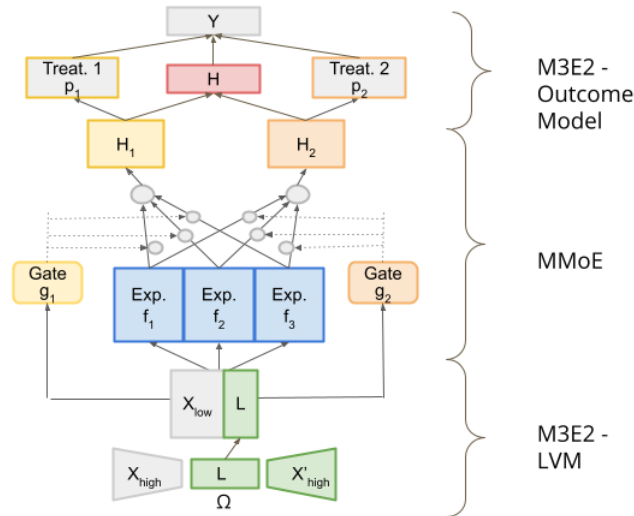 Y
Treat. 1
p1
H
Treat. 2
p2
M3E2 -
Outcome
Model
H1
H2
MMoE
Gate
g1
Exp.
f1
Exp.
f2
Exp.
f3
Gate
g2
Xlow
L
M3E2 -
LVM
Xhigh
L
X'high
Ω